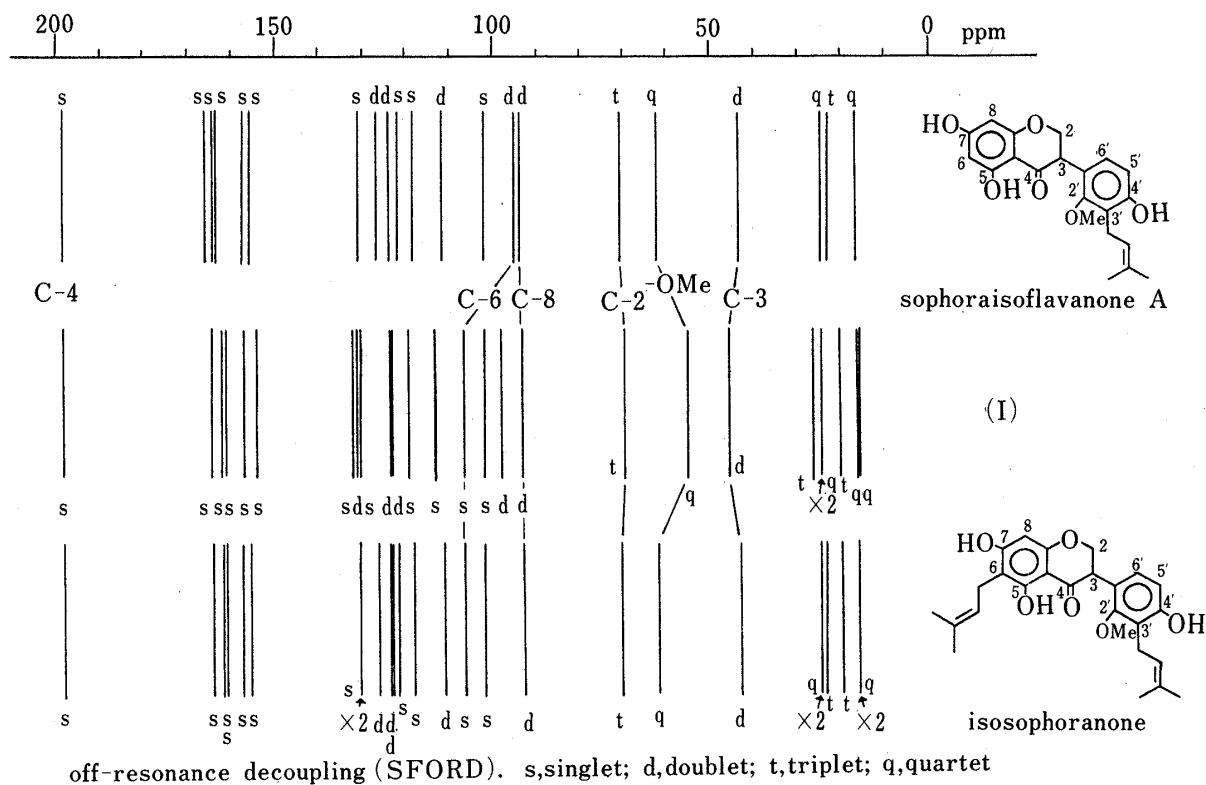 200 150 100 50 0 ppm
s sss ss s ddss d s dd t q d q t q
HO 7 8 O 2 6 5 OH 4 O 3 6' 5' 4' OH 2' OMe 3'
C-4 C-6 C-8 C-2 -OMe C-3
sophoraisoflavanone A
(I)
t q d t q t qq
×2
s sss ss sds dds s s s d d
HO 7 8 O 2 6 5 OH 4 O 3 6' 5' 4' OH 2' OMe 3'
s q q
s ss ss ×2 dd s s d s s d t q d ×2 t t ×2
s d
isosophoranone
off-resonance decoupling (SFORD). s,singlet; d,doublet; t,triplet; q,quartet